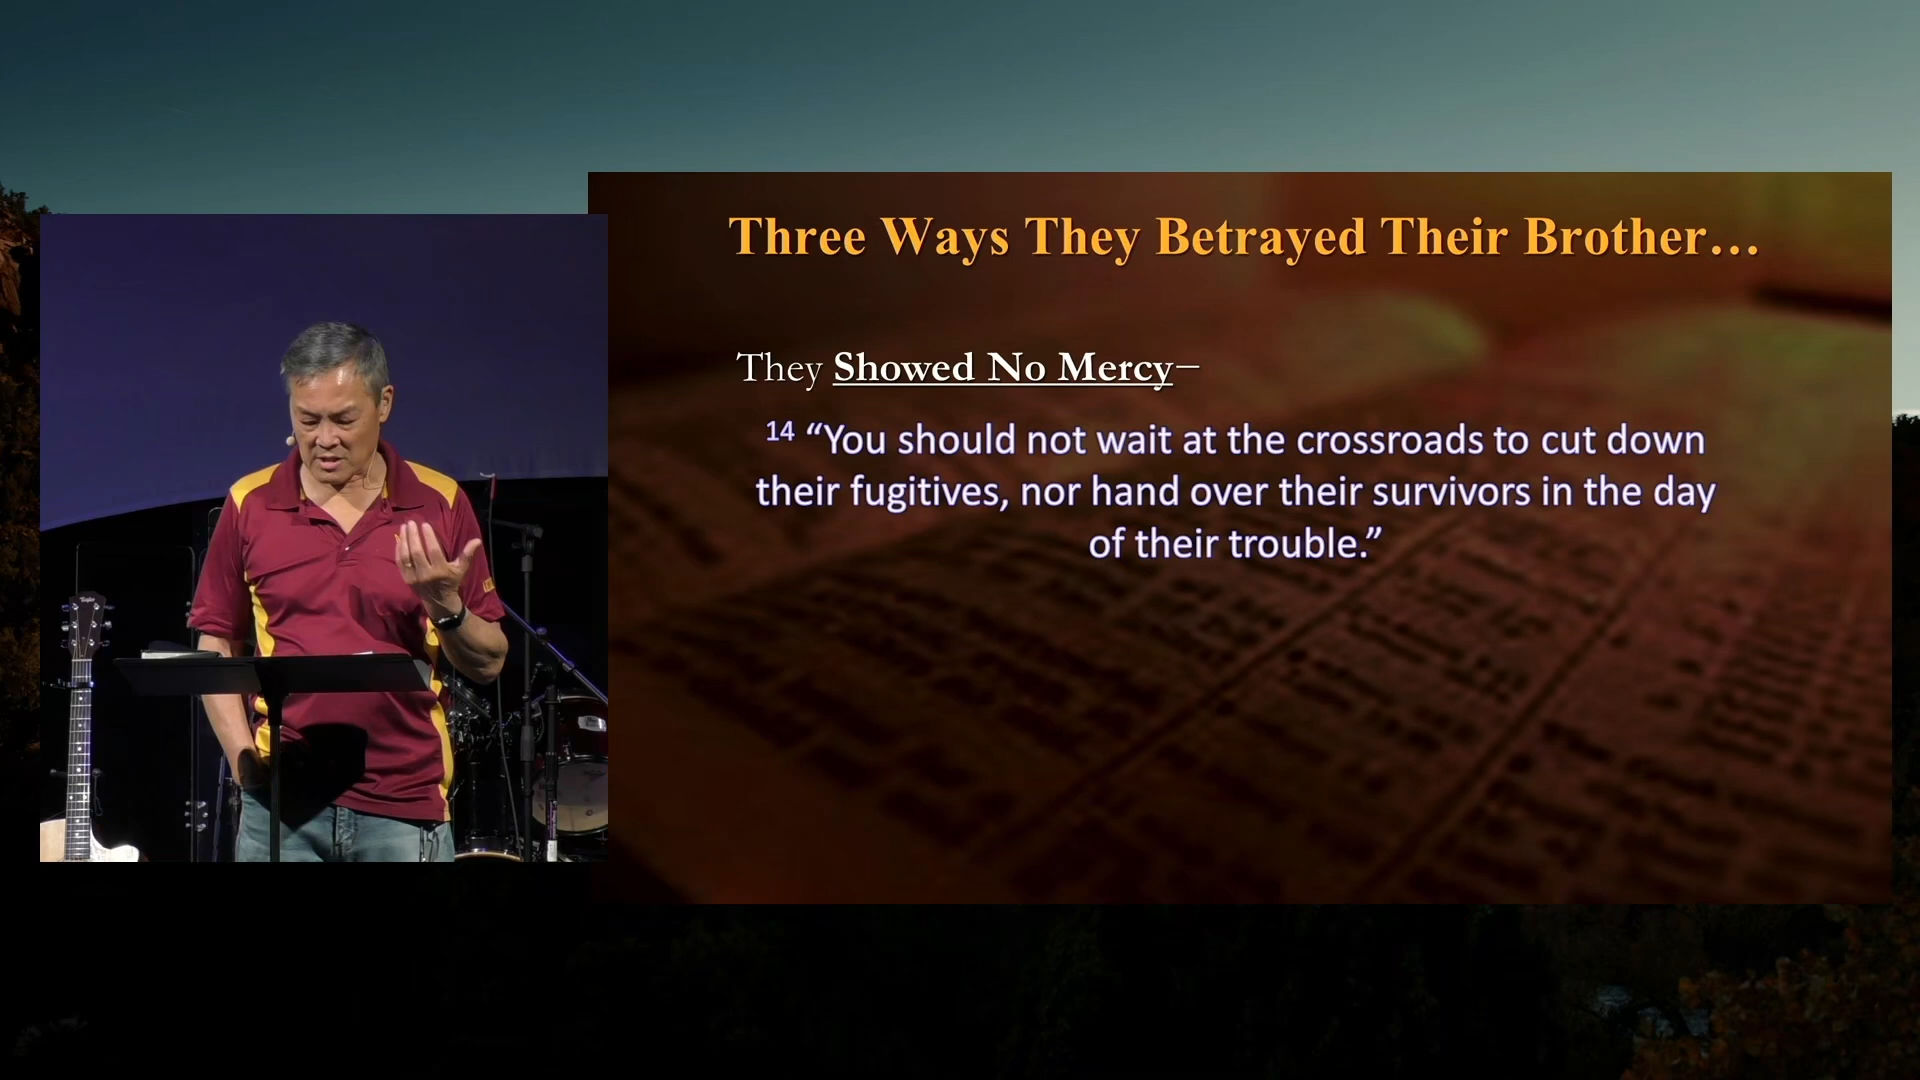 Three Ways They Betrayed Their Brother…
They Showed No Mercy–
14 “You should not wait at the crossroads to cut down
their fugitives, nor hand over their survivors in the day
of their trouble.”
Taylor